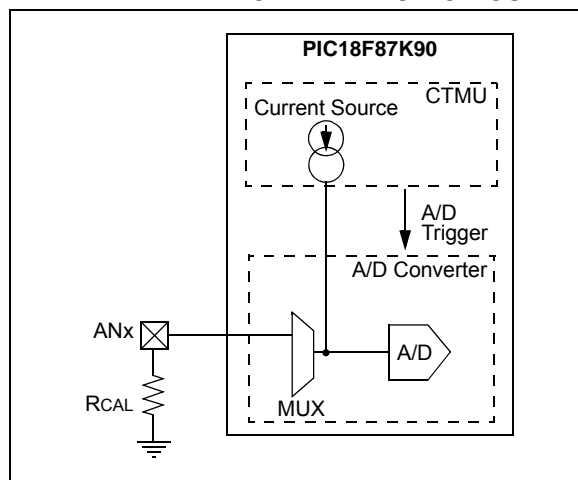 PIC18F87K90
CTMU
Current Source
A/D
Trigger
A/D Converter
ANx
A/D
RCAL
MUX